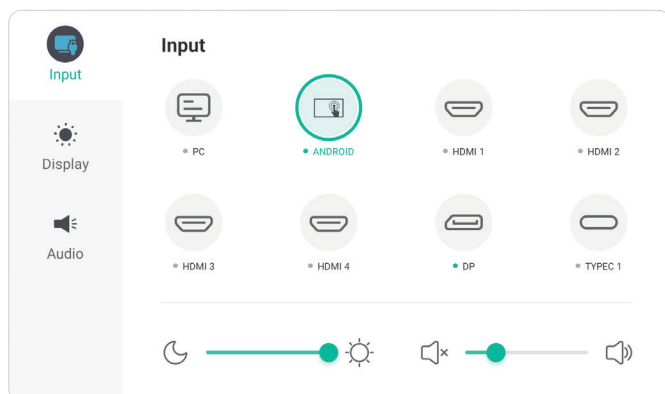 Input
Input
Display
Audio
PC
ANDROID
HDMI 1
HDMI 2
HDMI 3
HDMI 4
DP
TYPEC 1